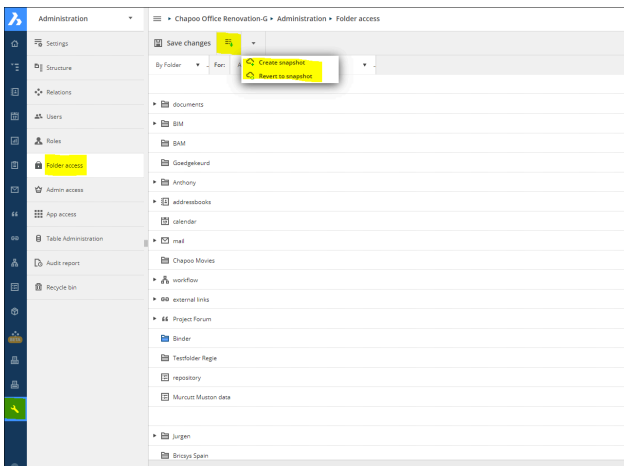 Administration
≡ ▸ Chapoo Office Renovation-G ▸ Administration ▸ Folder access
Settings
Save changes
Structure
By Folder
For:
Create snapshot
Revert to snapshot
Relations
Users
Roles
Folder access
Admin access
App access
Table Administration
Audit report
Recycle bin
documents
BIM
BAM
Goedgekeurd
Anthony
addressbooks
calendar
mail
Chapoo Movies
workflow
external links
Project Forum
Binder
Testfolder Regie
repository
Murcutt Muston data
Jurgen
Bricsys Spain